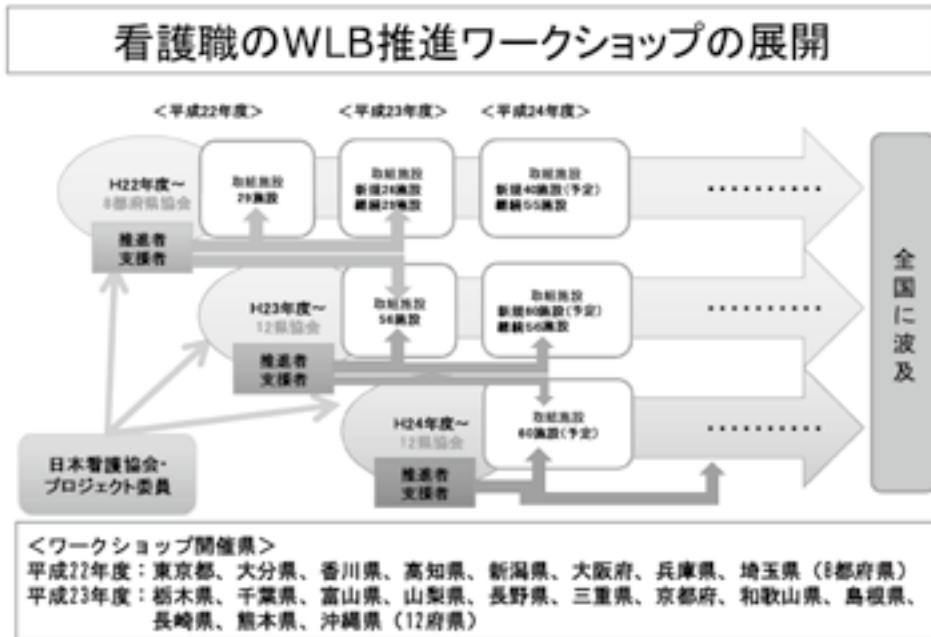 看護職のWLB推進ワークショップの展開
＜平成22年度＞
＜平成23年度＞
＜平成24年度＞
H22年度～
8都府県協会
推進者
支援者
取組施設
29施設
取組施設
新規28施設
継続29施設
取組施設
新規40施設(予定)
継続55施設
H23年度～
12県協会
推進者
支援者
取組施設
56施設
取組施設
新規60施設(予定)
継続56施設
H24年度～
12県協会
推進者
支援者
取組施設
60施設(予定)
全国に波及
日本看護協会・
プロジェクト委員
＜ワークショップ開催県＞
平成22年度：東京都、大分県、香川県、高知県、新潟県、大阪府、兵庫県、埼玉県（8都府県）
平成23年度：栃木県、千葉県、富山県、山梨県、長野県、三重県、京都府、和歌山県、島根県、
長崎県、熊本県、沖縄県（12府県）